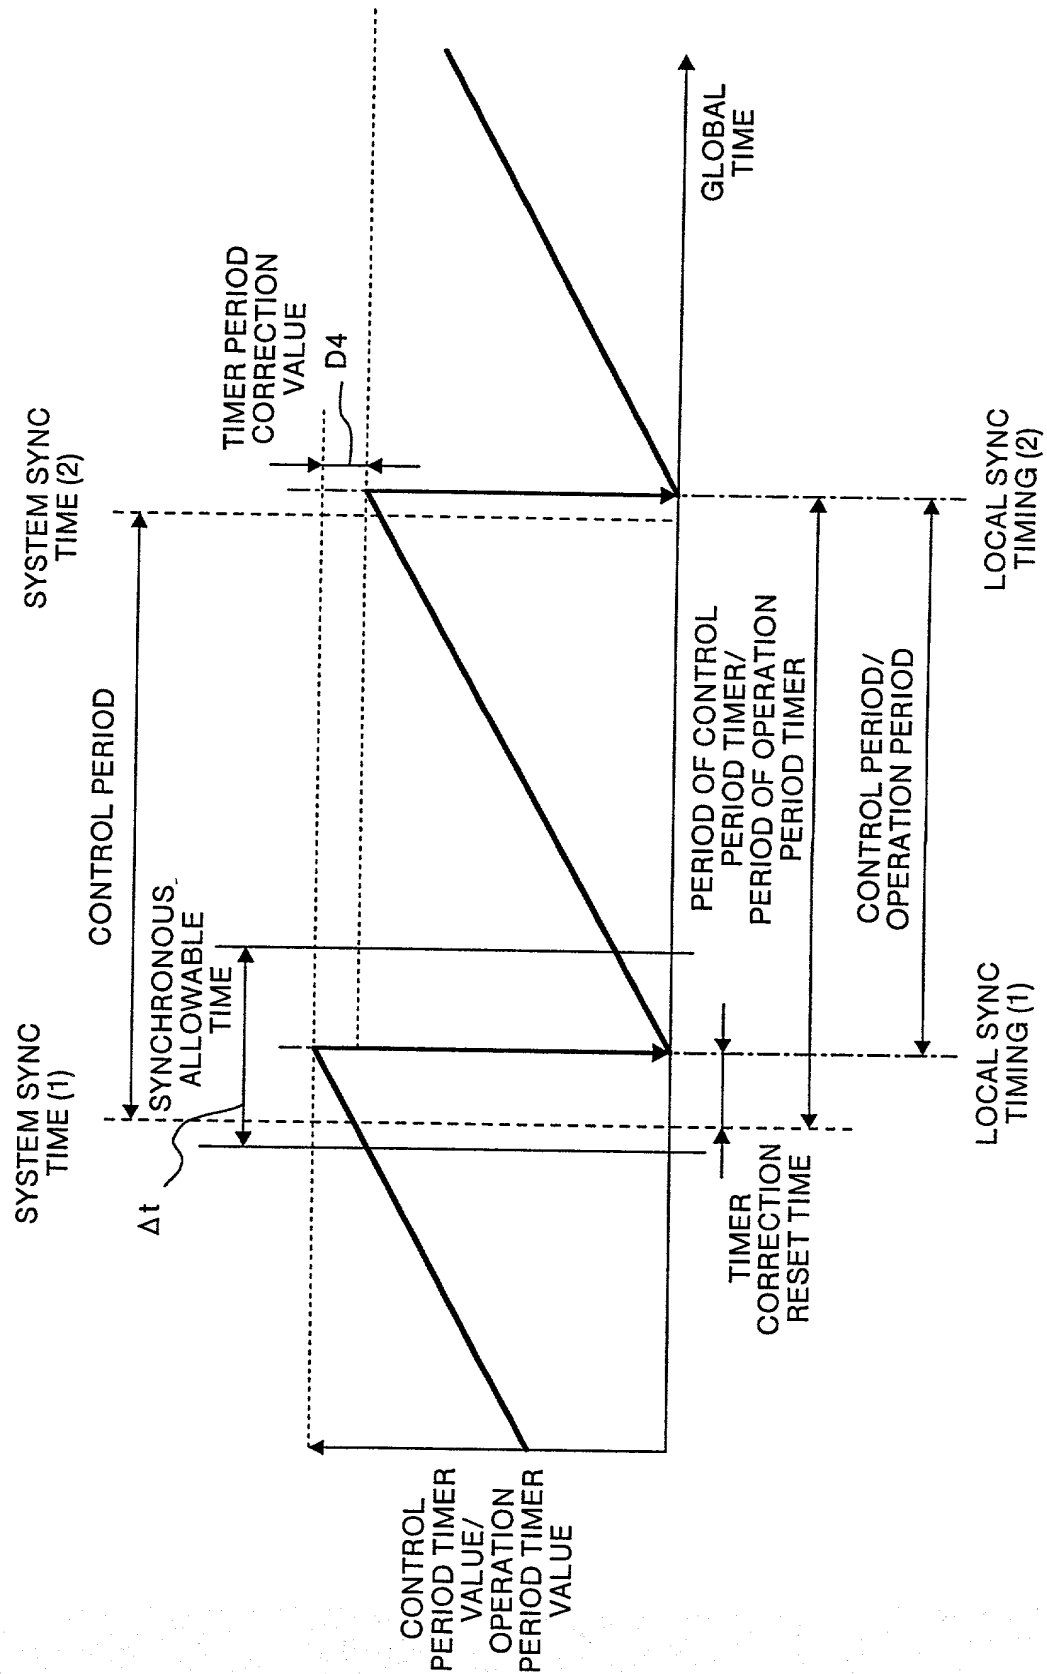 SYSTEM SYNC
TIME (1)
SYSTEM SYNC
TIME (2)
CONTROL PERIOD
Δt
SYNCHRONOUS
ALLOWABLE
TIME
TIMER PERIOD
CORRECTION
VALUE
D4
CONTROL
PERIOD TIMER
VALUE/
OPERATION
PERIOD TIMER
VALUE
GLOBAL
TIME
TIMER
CORRECTION
RESET TIME
PERIOD OF CONTROL
PERIOD TIMER/
PERIOD OF OPERATION
PERIOD TIMER
CONTROL PERIOD/
OPERATION PERIOD
LOCAL SYNC
TIMING (1)
LOCAL SYNC
TIMING (2)